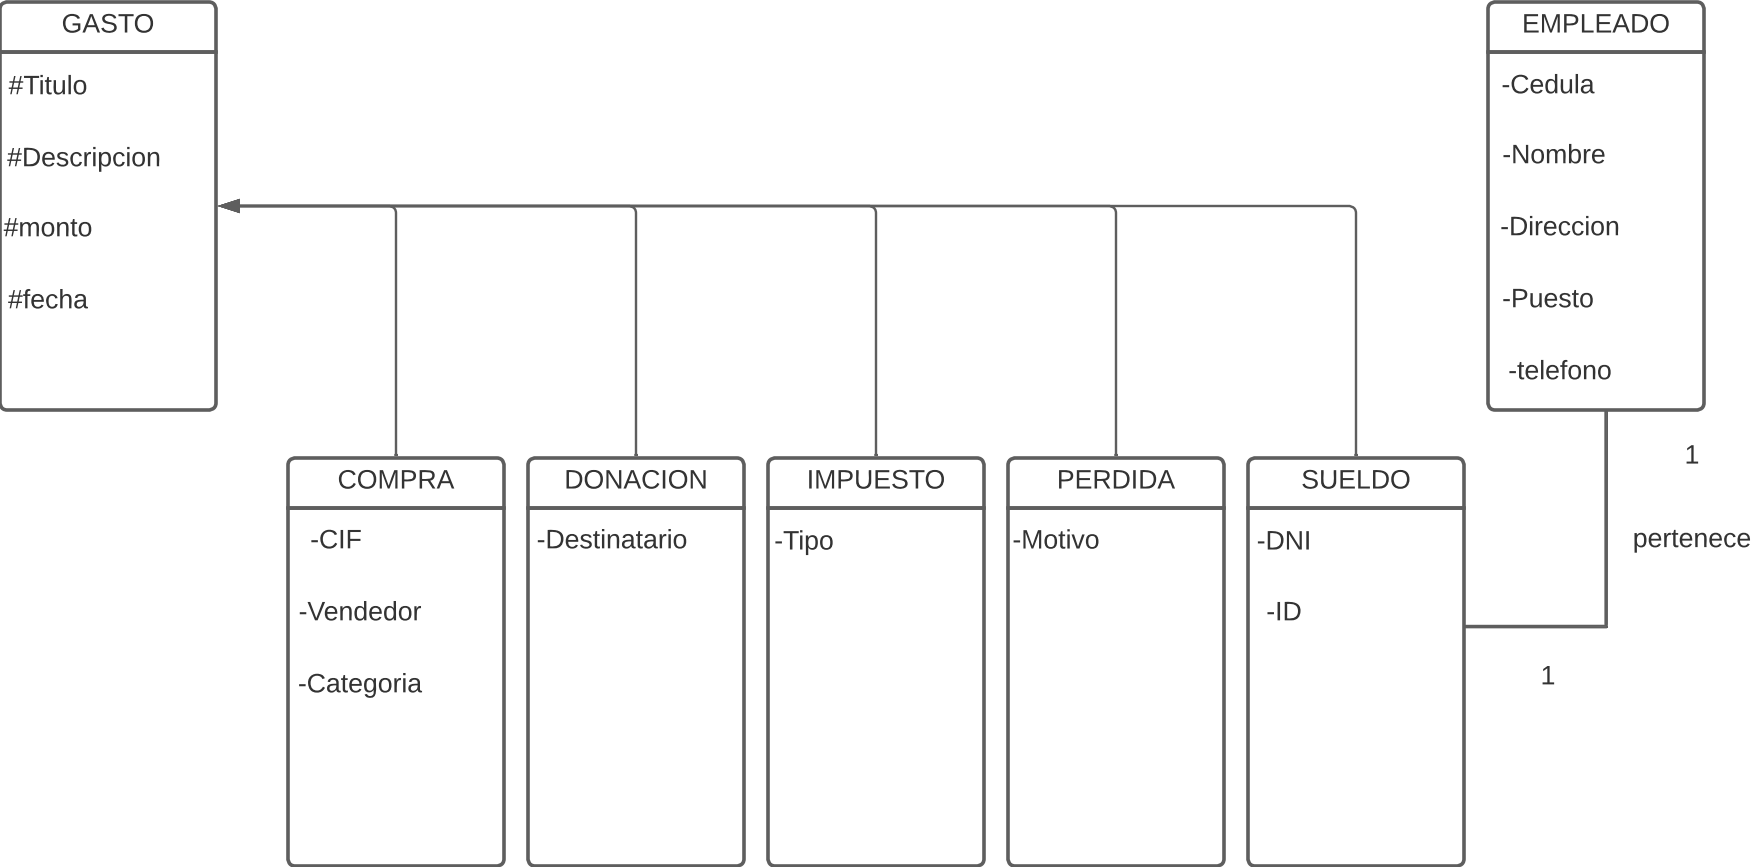 GASTO
#Titulo
#Descripcion
#monto
#fecha
EMPLEADO
-Cedula
-Nombre
-Direccion
-Puesto
-telefono
1
pertenece
1
COMPRA
-CIF
-Vendedor
-Categoria
DONACION
-Destinatario
IMPUESTO
-Tipo
PERDIDA
-Motivo
SUELDO
-DNI
-ID